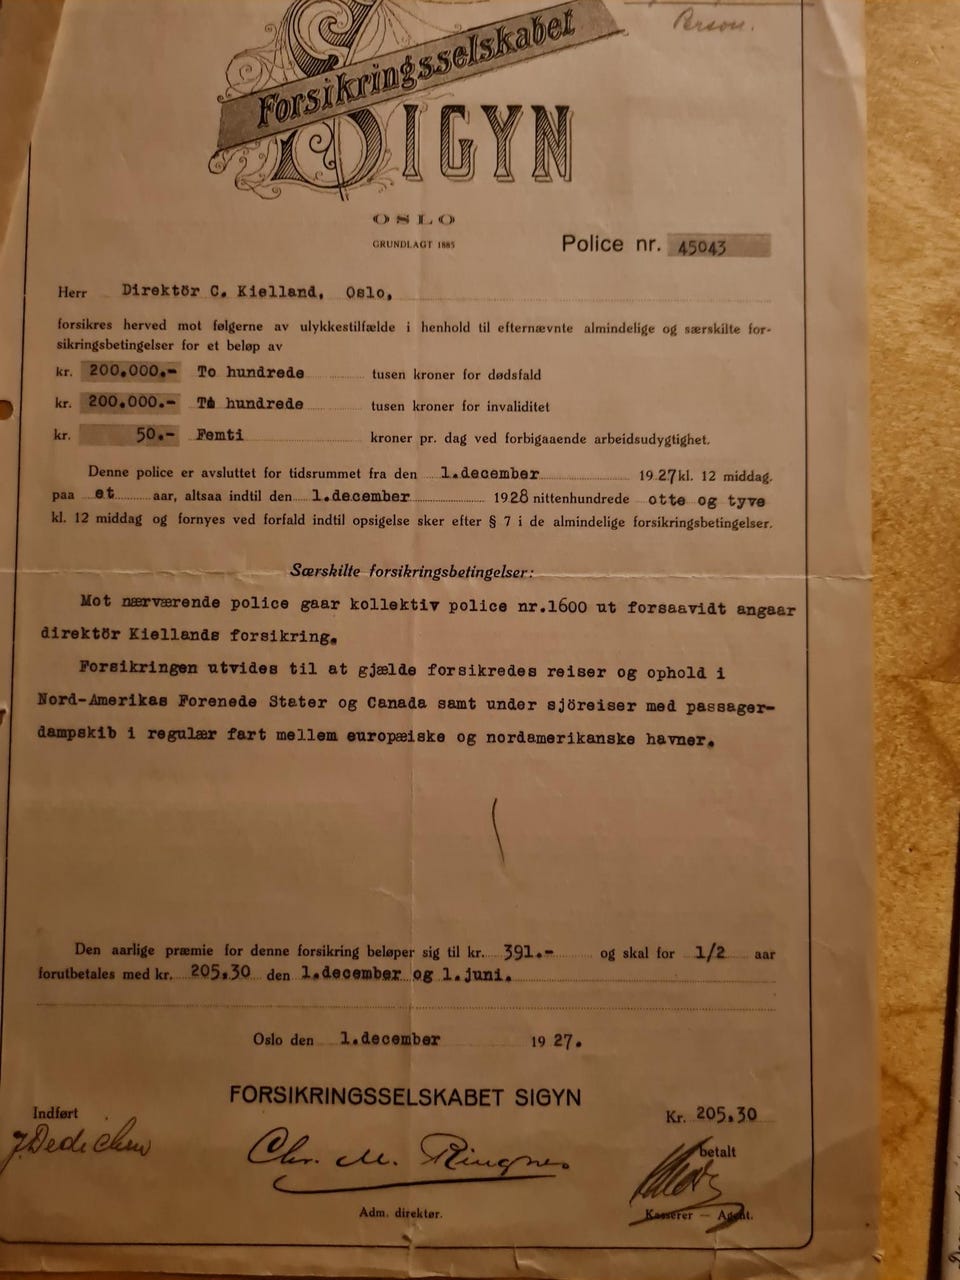 Person.
Forsikringsselskabet
SIGYN
OSLO
GRUNDLAGT 1885
Police nr. 45043
Herr Direktör C. Kielland, Oslo,
forsikres herved mot følgerne av ulykkestilfælde i henhold til efternævnte almindelige og særskilte for-
sikringsbetingelser for et beløp av
kr. 200.000.- To hundrede tusen kroner for dødsfald
kr. 200.000.- To hundrede tusen kroner for invaliditet
kr. 50.- Femti kroner pr. dag ved forbigaaende arbeidsudygtighet.
Denne police er avsluttet for tidsrummet fra den 1.december 1927 kl. 12 middag.
paa et aar, altsaa indtil den 1.december 1928 nittenhundrede otte og tyve
kl. 12 middag og fornyes ved forfald indtil opsigelse sker efter § 7 i de almindelige forsikringsbetingelser.
Særskilte forsikringsbetingelser:
Mot nærværende police gaar kollektiv police nr.1600 ut forsaavidt angaar
direktör Kiellands forsikring.
Forsikringen utvides til at gjælde forsikredes reiser og ophold i
Nord-Amerikas Forenede Stater og Canada samt under sjöreiser med passager-
dampskib i regulær fart mellem europæiske og nordamerikanske havner.
Den aarlige præmie for denne forsikring beløper sig til kr. 391.- og skal for 1/2 aar
forutbetales med kr. 205.30 den 1.december og 1.juni.
Oslo den 1.december 1927.
FORSIKRINGSSELSKABET SIGYN
Indført
Kr. 205.30
J. Dedichen
Chr. M. Ringnes
betalt
Adm. direktør.
Kasserer — Agent.